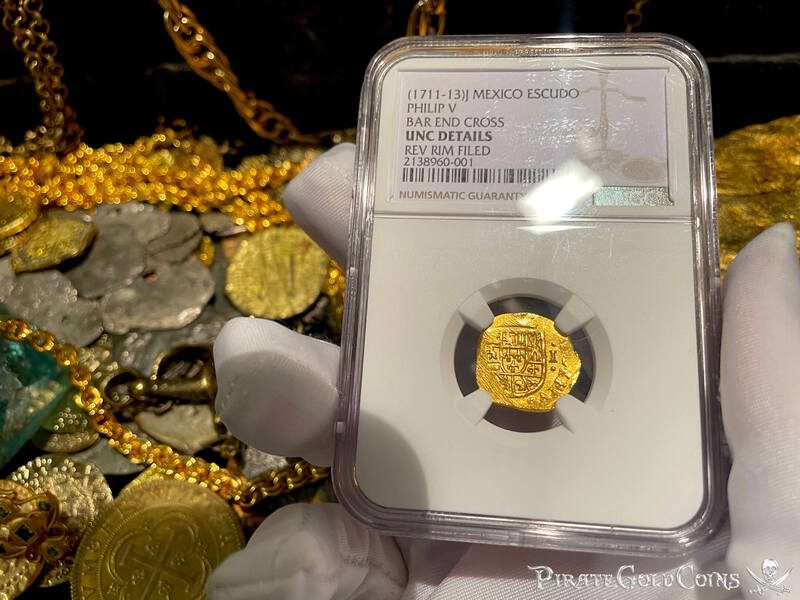 (1711-13)J MEXICO ESCUDO
PHILIP V
BAR END CROSS
UNC DETAILS
REV RIM FILED
2138960-001
NUMISMATIC GUARANTY
I
PIRATEGOLDCOINS